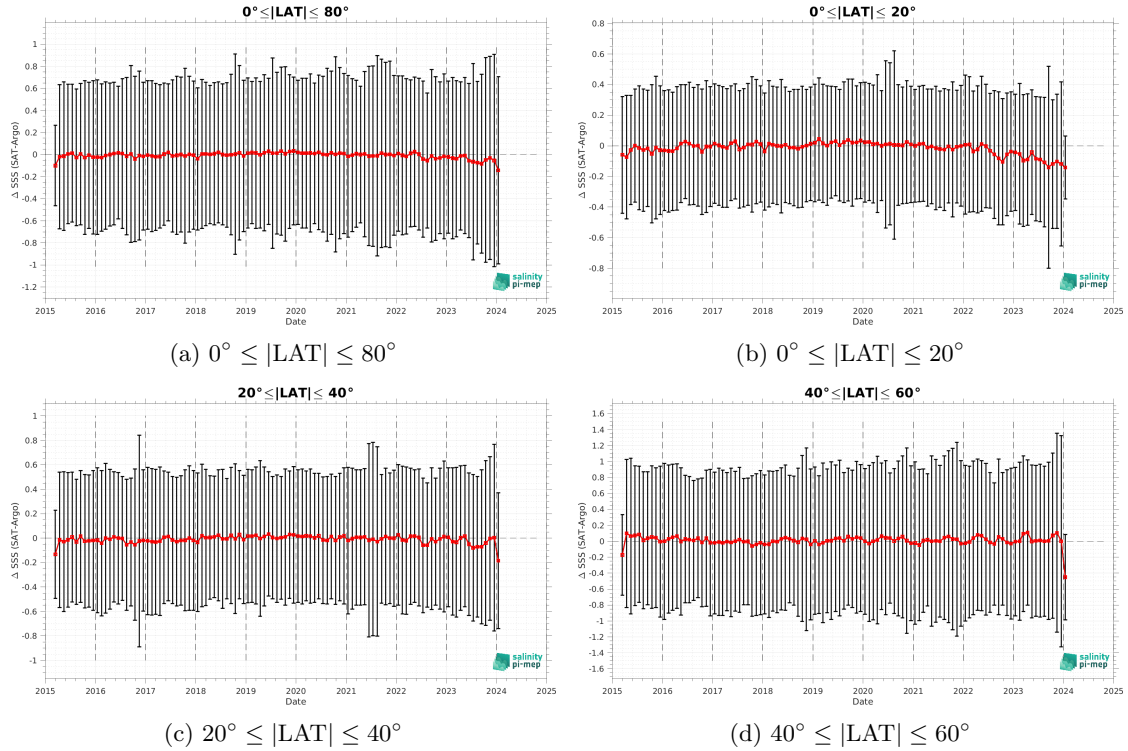 0°≤|LAT|≤ 80°
Δ SSS (SAT-Argo)
1
0.8
0.6
0.4
0.2
0
-0.2
-0.4
-0.6
-0.8
-1
-1.2
2015 2016 2017 2018 2019 2020 2021 2022 2023 2024 2025
Date
salinity
pi-mep
(a) 0° ≤ |LAT| ≤ 80°
0°≤|LAT|≤ 20°
Δ SSS (SAT-Argo)
0.8
0.6
0.4
0.2
0
-0.2
-0.4
-0.6
-0.8
2015 2016 2017 2018 2019 2020 2021 2022 2023 2024 2025
Date
salinity
pi-mep
(b) 0° ≤ |LAT| ≤ 20°
20°≤|LAT|≤ 40°
Δ SSS (SAT-Argo)
1
0.8
0.6
0.4
0.2
0
-0.2
-0.4
-0.6
-0.8
-1
2015 2016 2017 2018 2019 2020 2021 2022 2023 2024 2025
Date
salinity
pi-mep
(c) 20° ≤ |LAT| ≤ 40°
40°≤|LAT|≤ 60°
Δ SSS (SAT-Argo)
1.6
1.4
1.2
1
0.8
0.6
0.4
0.2
0
-0.2
-0.4
-0.6
-0.8
-1
-1.2
-1.4
-1.6
2015 2016 2017 2018 2019 2020 2021 2022 2023 2024 2025
Date
salinity
pi-mep
(d) 40° ≤ |LAT| ≤ 60°